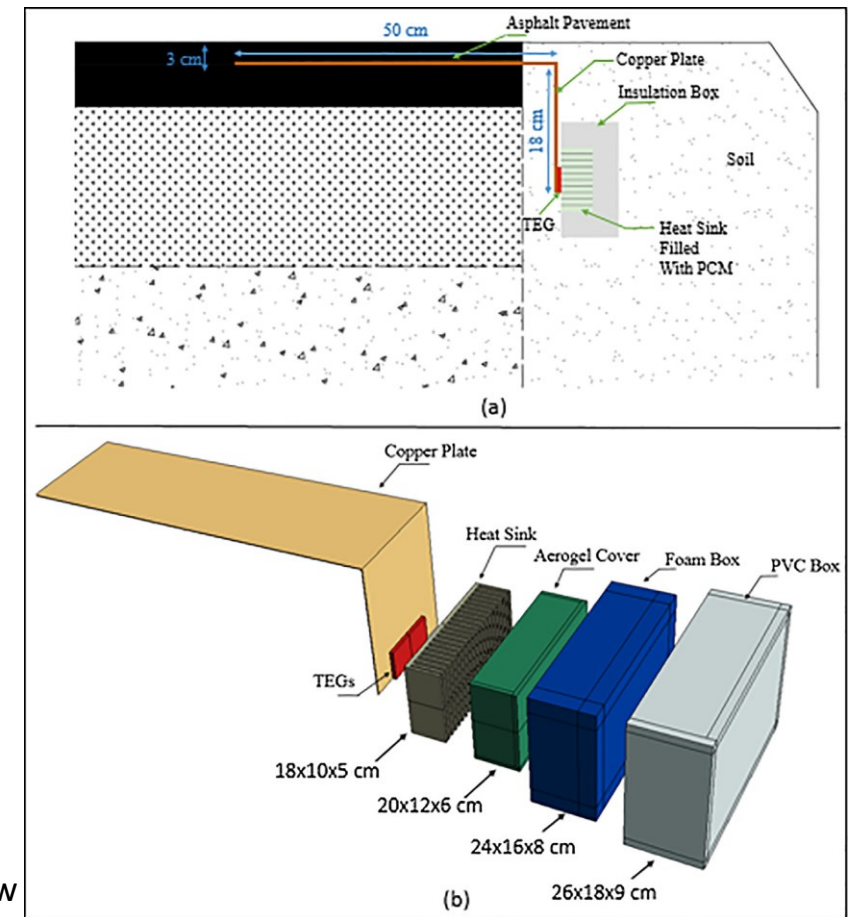 Asphalt Pavement
50 cm
3 cm
Copper Plate
Insulation Box
18 cm
Soil
TEG
Heat Sink
Filled
With PCM
(a)
Copper Plate
Heat Sink
Aerogel Cover
Foam Box
PVC Box
TEGs
18x10x5 cm
20x12x6 cm
24x16x8 cm
26x18x9 cm
(b)
w